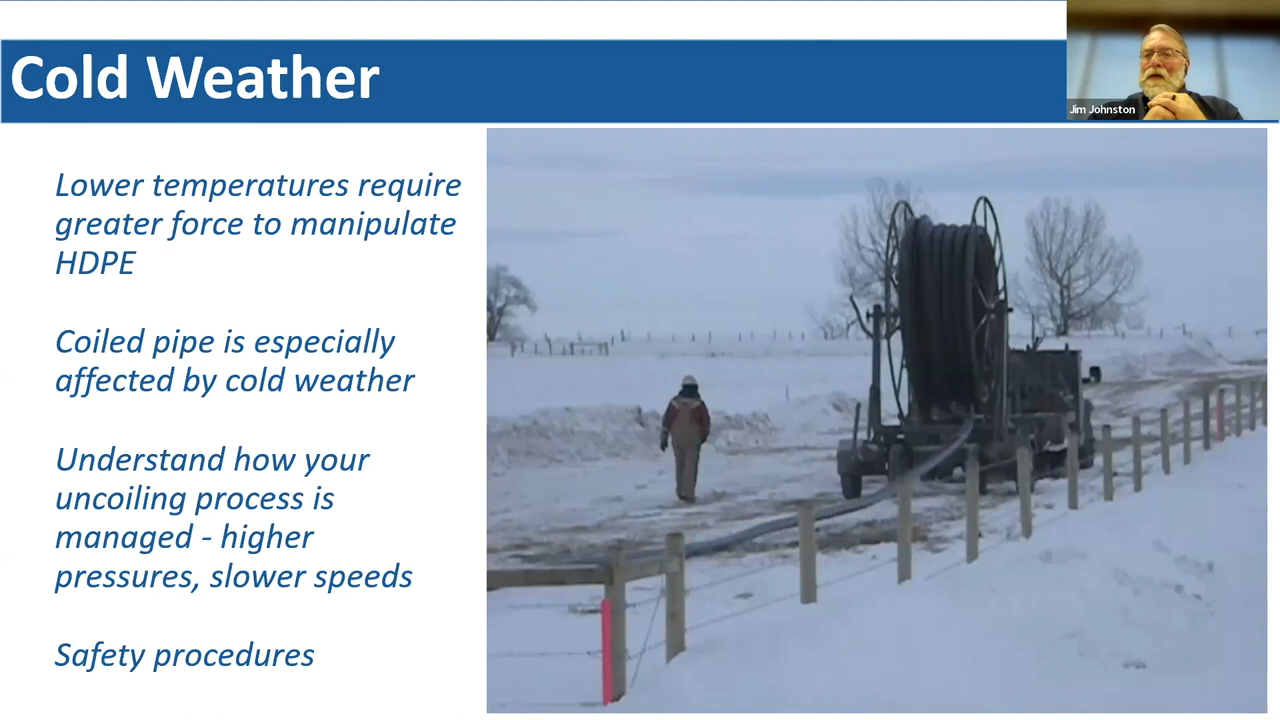 Cold Weather
Jim Johnston
Lower temperatures require
greater force to manipulate
HDPE
Coiled pipe is especially
affected by cold weather
Understand how your
uncoiling process is
managed - higher
pressures, slower speeds
Safety procedures